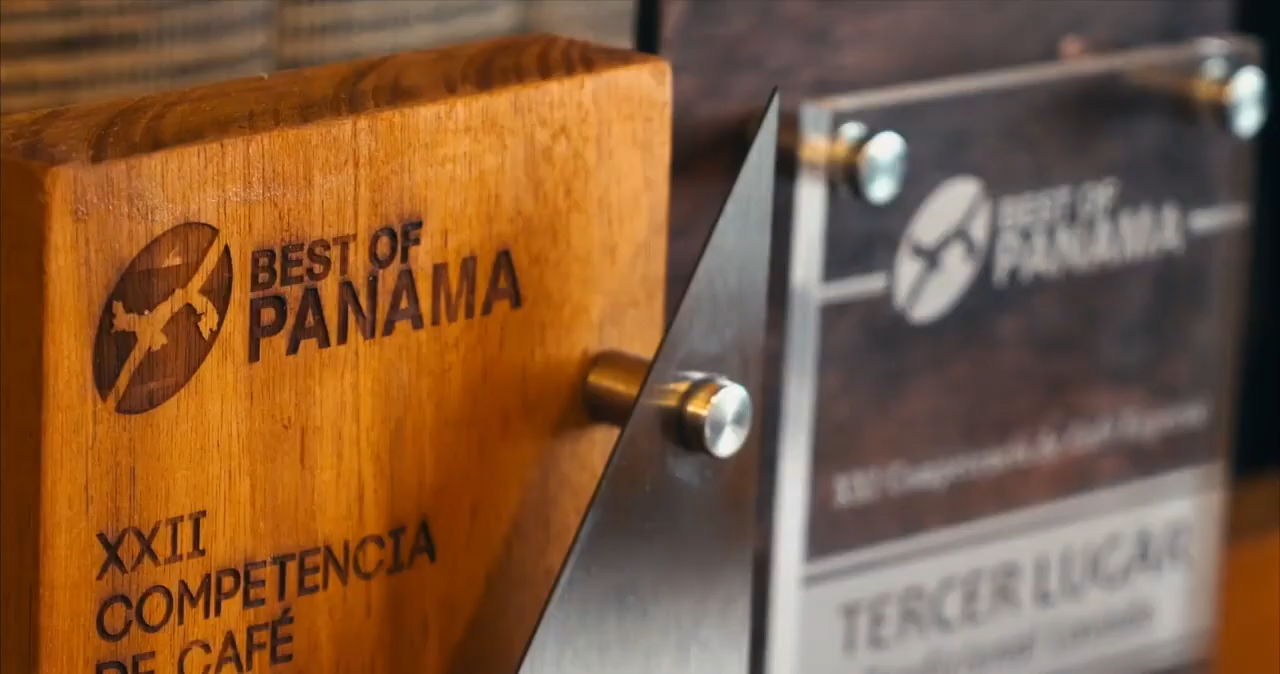 BEST OF
PANAMA
XXII
COMPETENCIA
DE CAFÉ
BEST OF
PANAMA
TERCER LUGAR